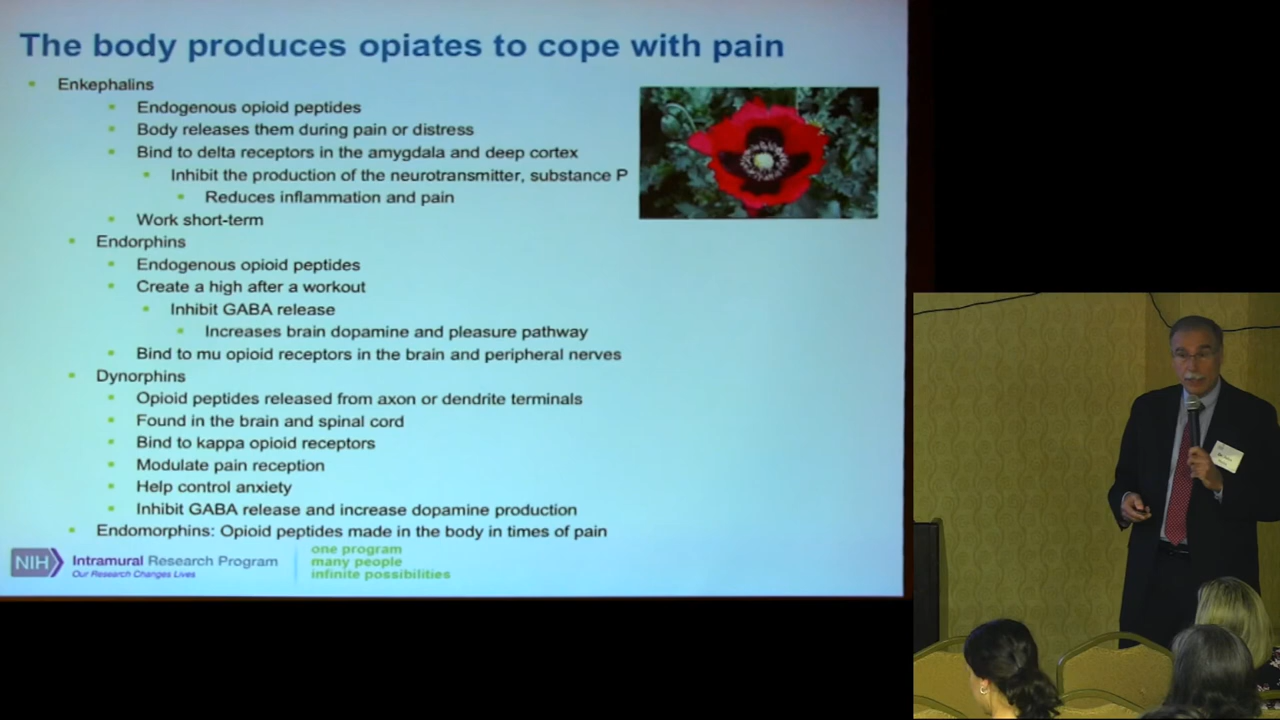 The body produces opiates to cope with pain
Enkephalins
Endogenous opioid peptides
Body releases them during pain or distress
Bind to delta receptors in the amygdala and deep cortex
Inhibit the production of the neurotransmitter, substance P
Reduces inflammation and pain
Work short-term
Endorphins
Endogenous opioid peptides
Create a high after a workout
Inhibit GABA release
Increases brain dopamine and pleasure pathway
Bind to mu opioid receptors in the brain and peripheral nerves
Dynorphins
Opioid peptides released from axon or dendrite terminals
Found in the brain and spinal cord
Bind to kappa opioid receptors
Modulate pain reception
Help control anxiety
Inhibit GABA release and increase dopamine production
Endomorphins: Opioid peptides made in the body in times of pain
NIH
Intramural Research Program
Our Research Changes Lives
one program
many people
infinite possibilities